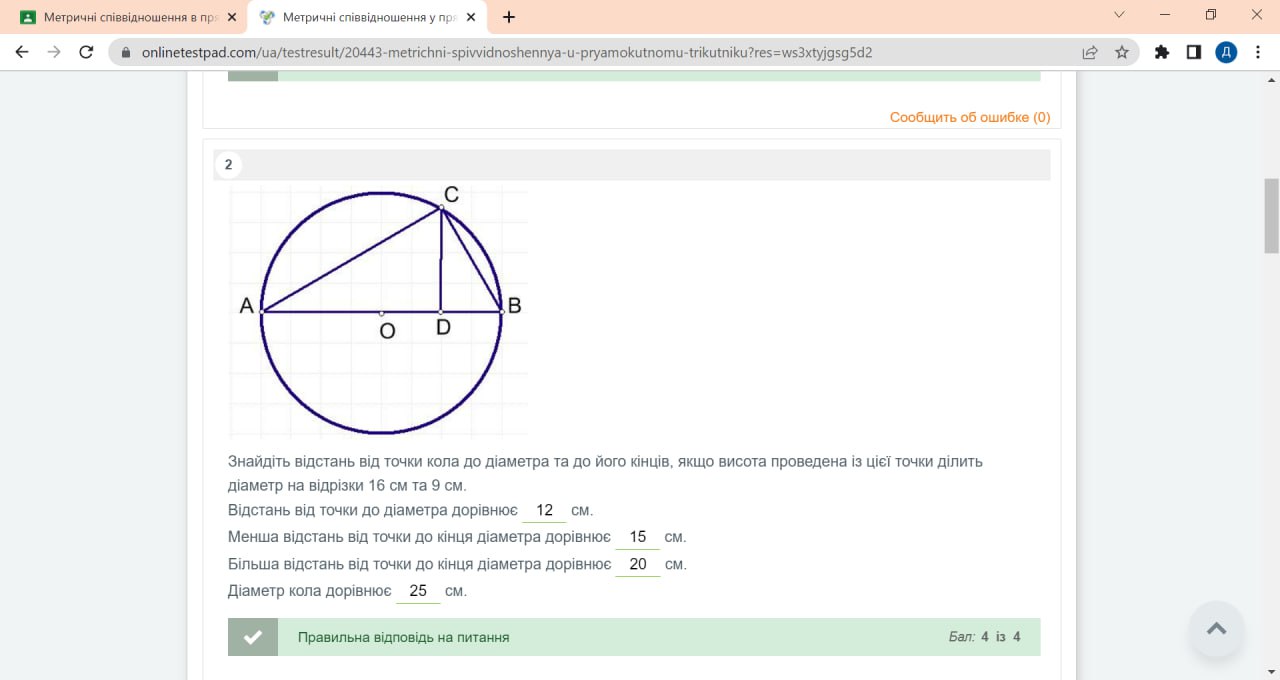 Метричні співвідношення в пря
Метричні співвідношення у пря
onlinetestpad.com/ua/testresult/20443-metrichni-spivvidnoshennya-u-pryamokutnomu-trikutniku?res=ws3xtyjgsg5d2
Д
Сообщить об ошибке (0)
2
C
A
B
O
D
Знайдіть відстань від точки кола до діаметра та до його кінців, якщо висота проведена із цієї точки ділить
діаметр на відрізки 16 см та 9 см.
Відстань від точки до діаметра дорівнює 12 см.
Менша відстань від точки до кінця діаметра дорівнює 15 см.
Більша відстань від точки до кінця діаметра дорівнює 20 см.
Діаметр кола дорівнює 25 см.
Правильна відповідь на питання Бал: 4 із 4